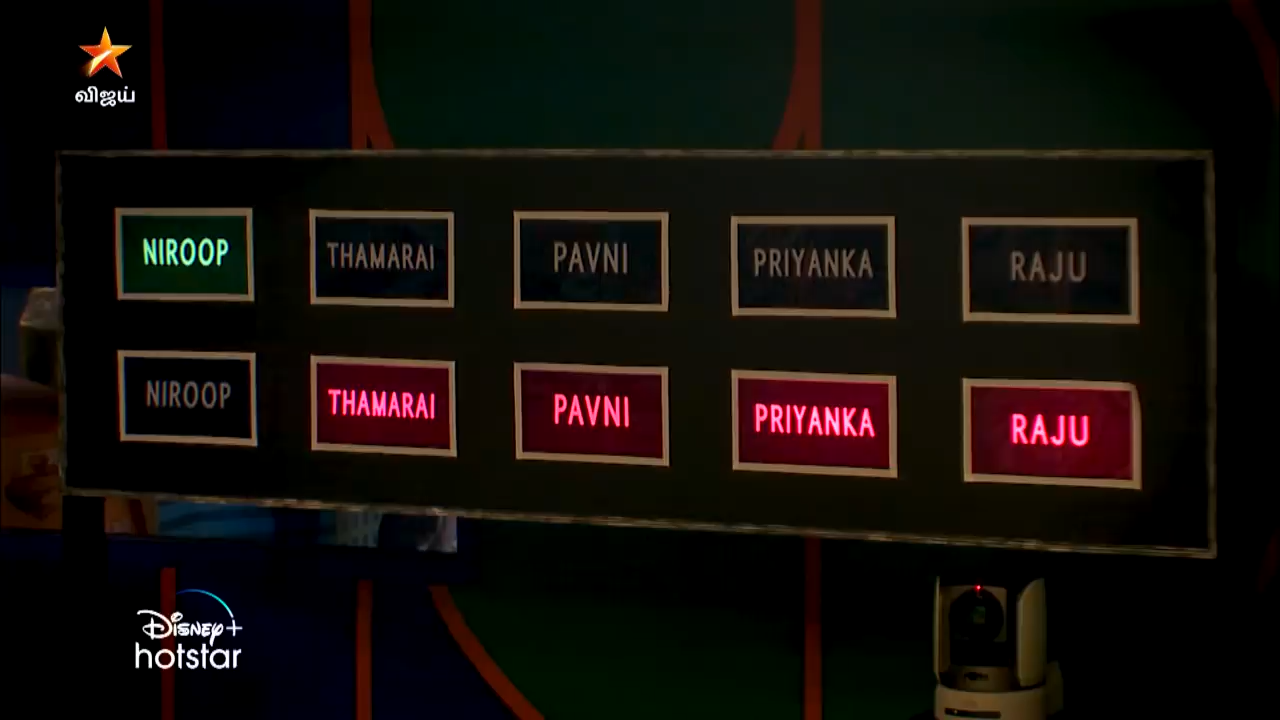 விஜய்
NIROOP THAMARAI PAVNI PRIYANKA RAJU
NIROOP THAMARAI PAVNI PRIYANKA RAJU
Disney+
hotstar